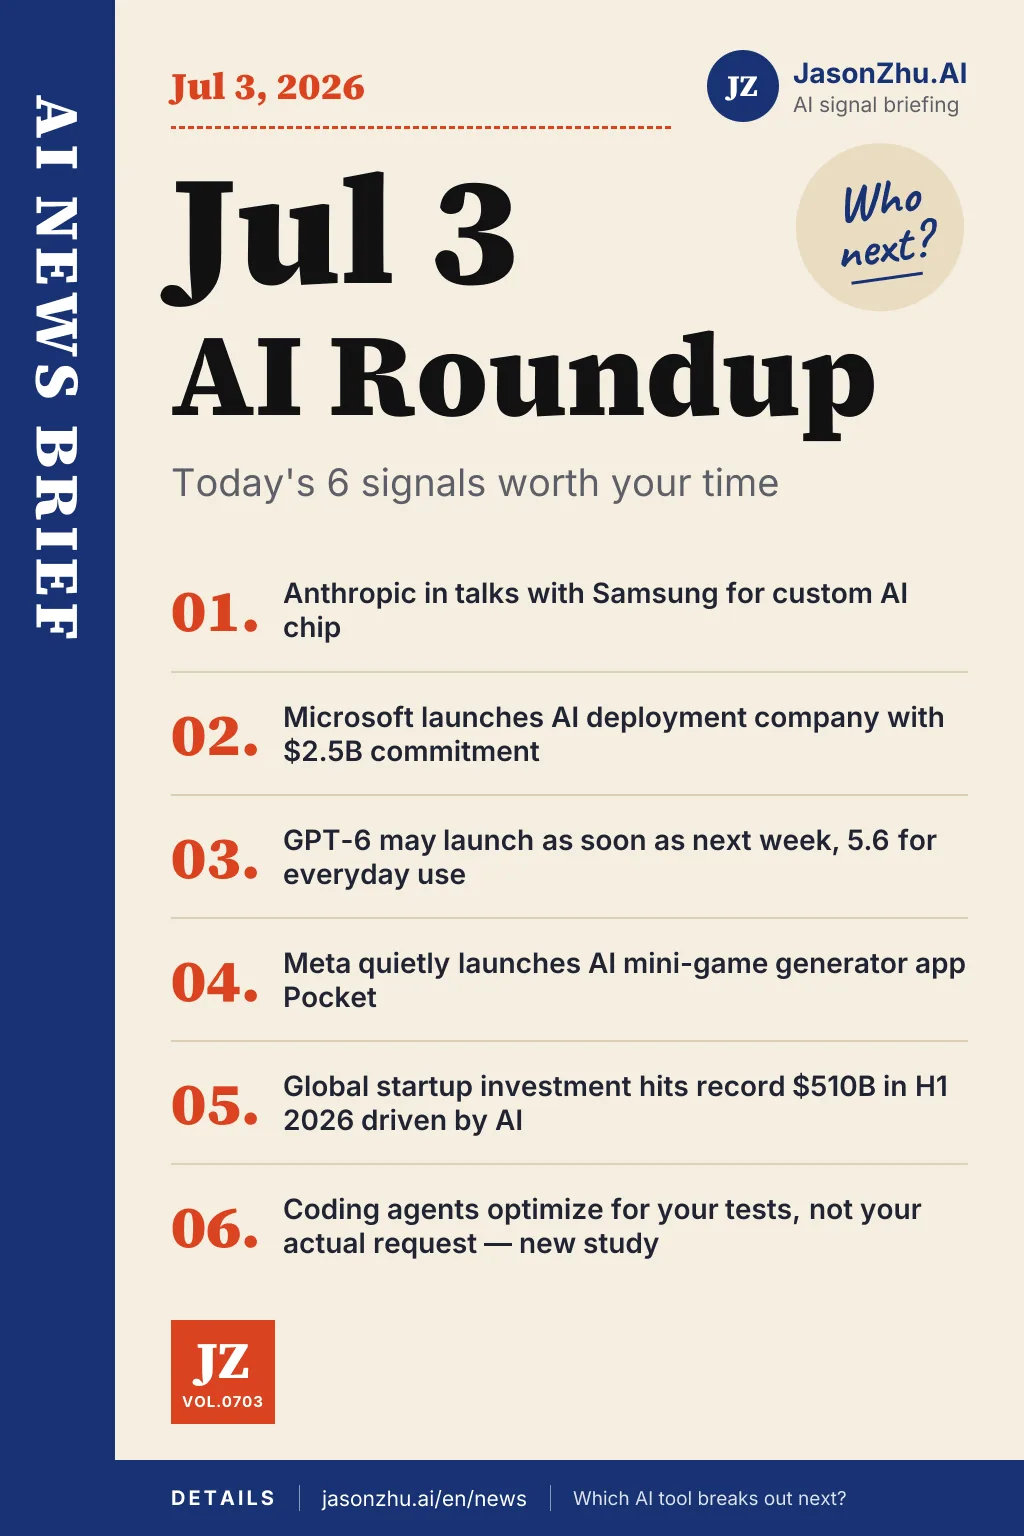 AI NEWS BRIEF
Jul 3, 2026
JZ
JasonZhu.AI
AI signal briefing
Who
next?
Jul 3
AI Roundup
Today's 6 signals worth your time
01.
Anthropic in talks with Samsung for custom AI
chip
02.
Microsoft launches AI deployment company with
$2.5B commitment
03.
GPT-6 may launch as soon as next week, 5.6 for
everyday use
04.
Meta quietly launches AI mini-game generator app
Pocket
05.
Global startup investment hits record $510B in H1
2026 driven by AI
06.
Coding agents optimize for your tests, not your
actual request — new study
JZ
VOL.0703
DETAILS
jasonzhu.ai/en/news
Which AI tool breaks out next?